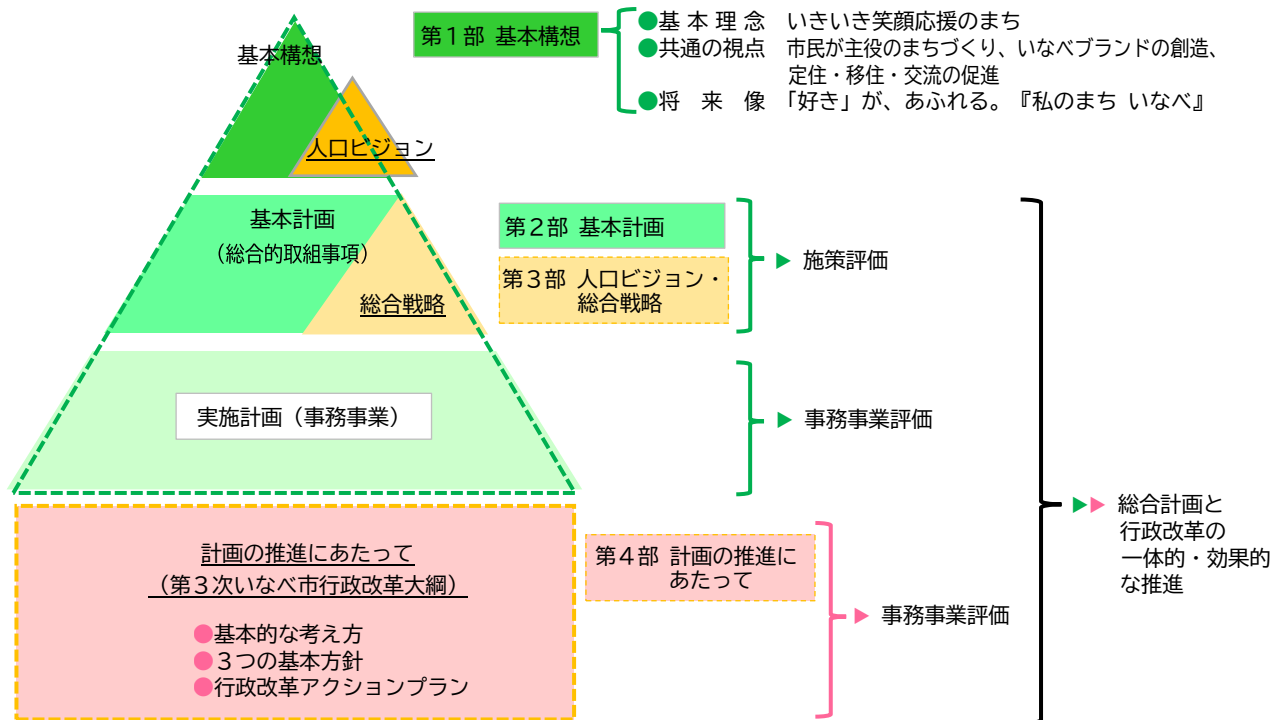 基本構想
人口ビジョン
第１部 基本構想
●基 本 理 念　いきいき笑顔応援のまち
●共通の視点　市民が主役のまちづくり、いなべブランドの創造、
定住・移住・交流の促進
●将　来　像　「好き」が、あふれる。『私のまち いなべ』
基本計画
（総合的取組事項）
総合戦略
第２部 基本計画
第３部 人口ビジョン・
総合戦略
施策評価
実施計画（事務事業）
事務事業評価
計画の推進にあたって
（第３次いなべ市行政改革大綱）
●基本的な考え方
●３つの基本方針
●行政改革アクションプラン
第４部 計画の推進に
あたって
事務事業評価
総合計画と
行政改革の
一体的・効果的
な推進